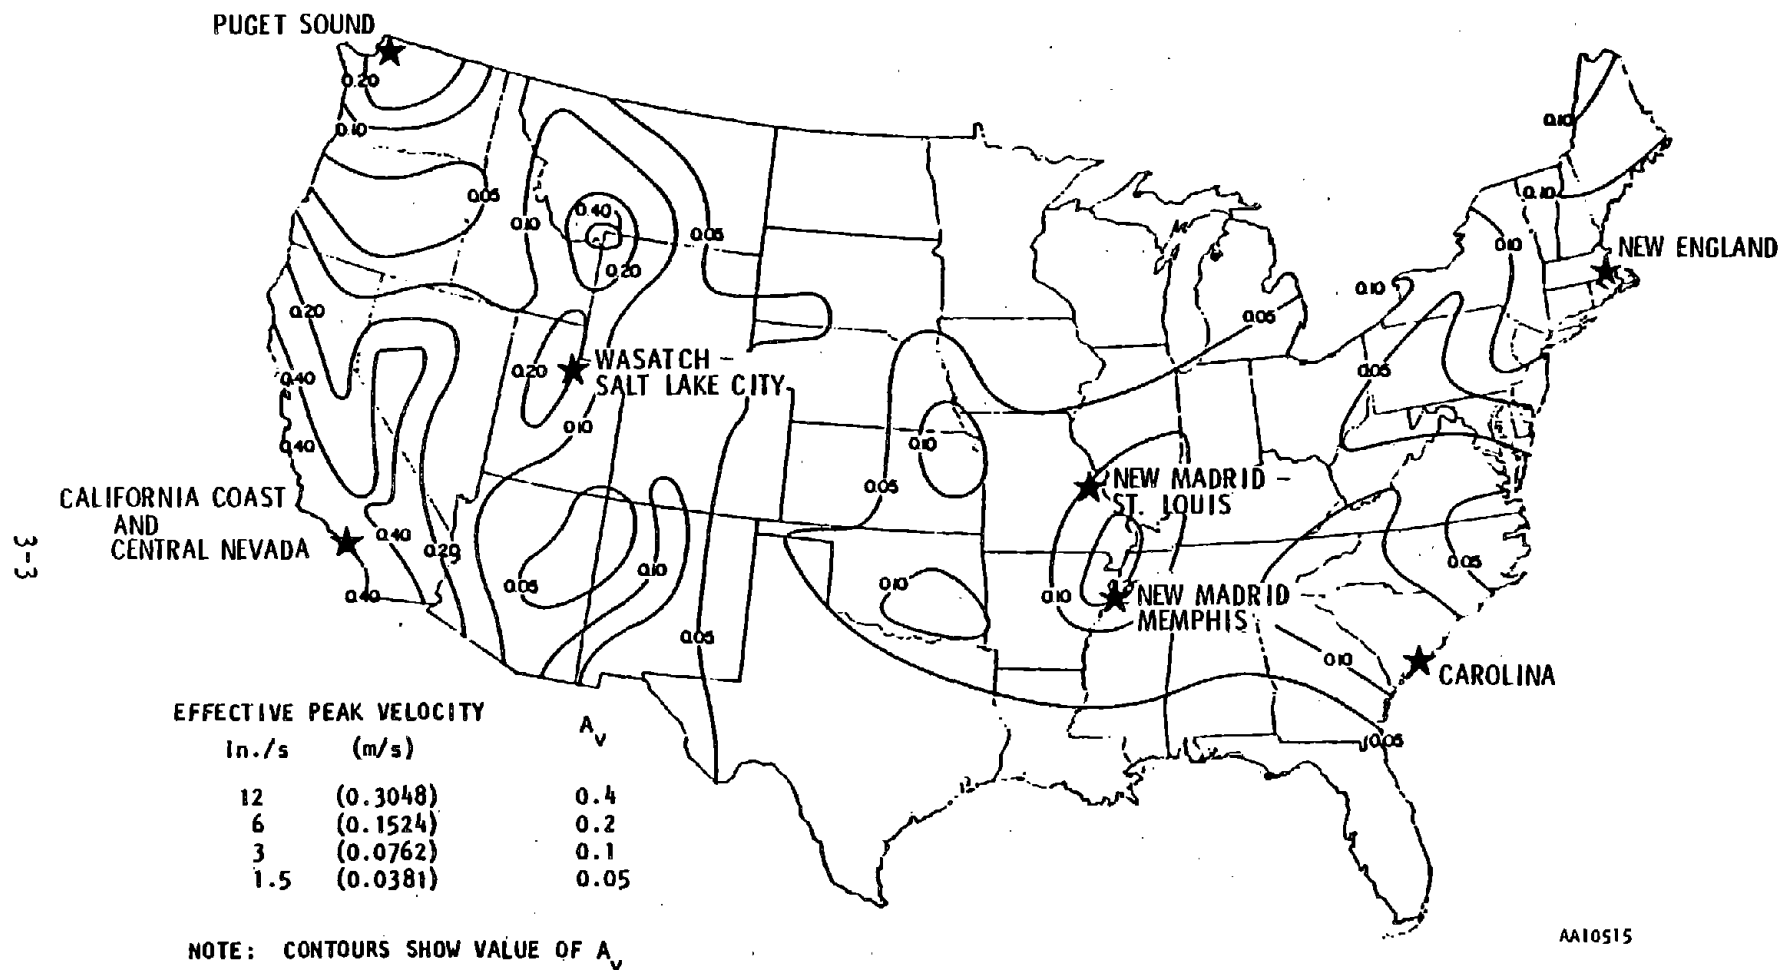 PUGET SOUND
0.20
0.10
0.05
0.10
0.40
0.20
0.05
0.10
0.10
0.10
NEW ENGLAND
0.10
0.05
0.20
0.40
0.40
0.20
WASATCH –
SALT LAKE CITY
0.10
0.05
0.10
0.05
NEW MADRID –
ST. LOUIS
CALIFORNIA COAST
AND
CENTRAL NEVADA
0.40
0.20
0.40
0.05
0.10
0.05
0.10
0.10
NEW MADRID
MEMPHIS
0.05
0.10
CAROLINA
0.05
3-3
EFFECTIVE PEAK VELOCITY
In./s (m/s) Av
12 (0.3048) 0.4
6 (0.1524) 0.2
3 (0.0762) 0.1
1.5 (0.0381) 0.05
NOTE: CONTOURS SHOW VALUE OF Av
AA10515